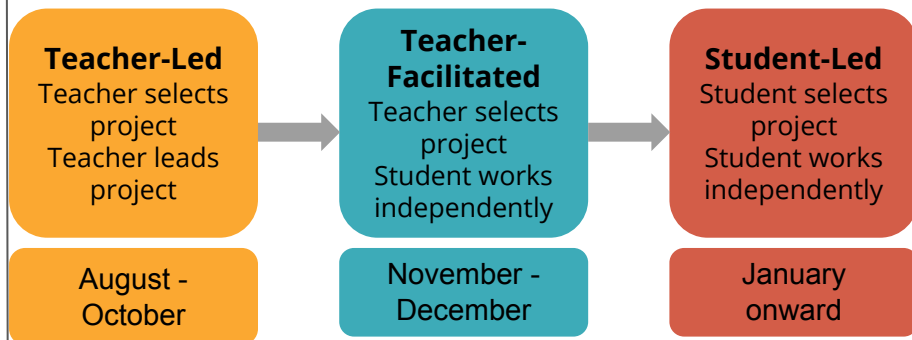 Teacher-Led
Teacher selects
project
Teacher leads
project
Teacher-
Facilitated
Teacher selects
project
Student works
independently
Student-Led
Student selects
project
Student works
independently
August -
October
November -
December
January
onward